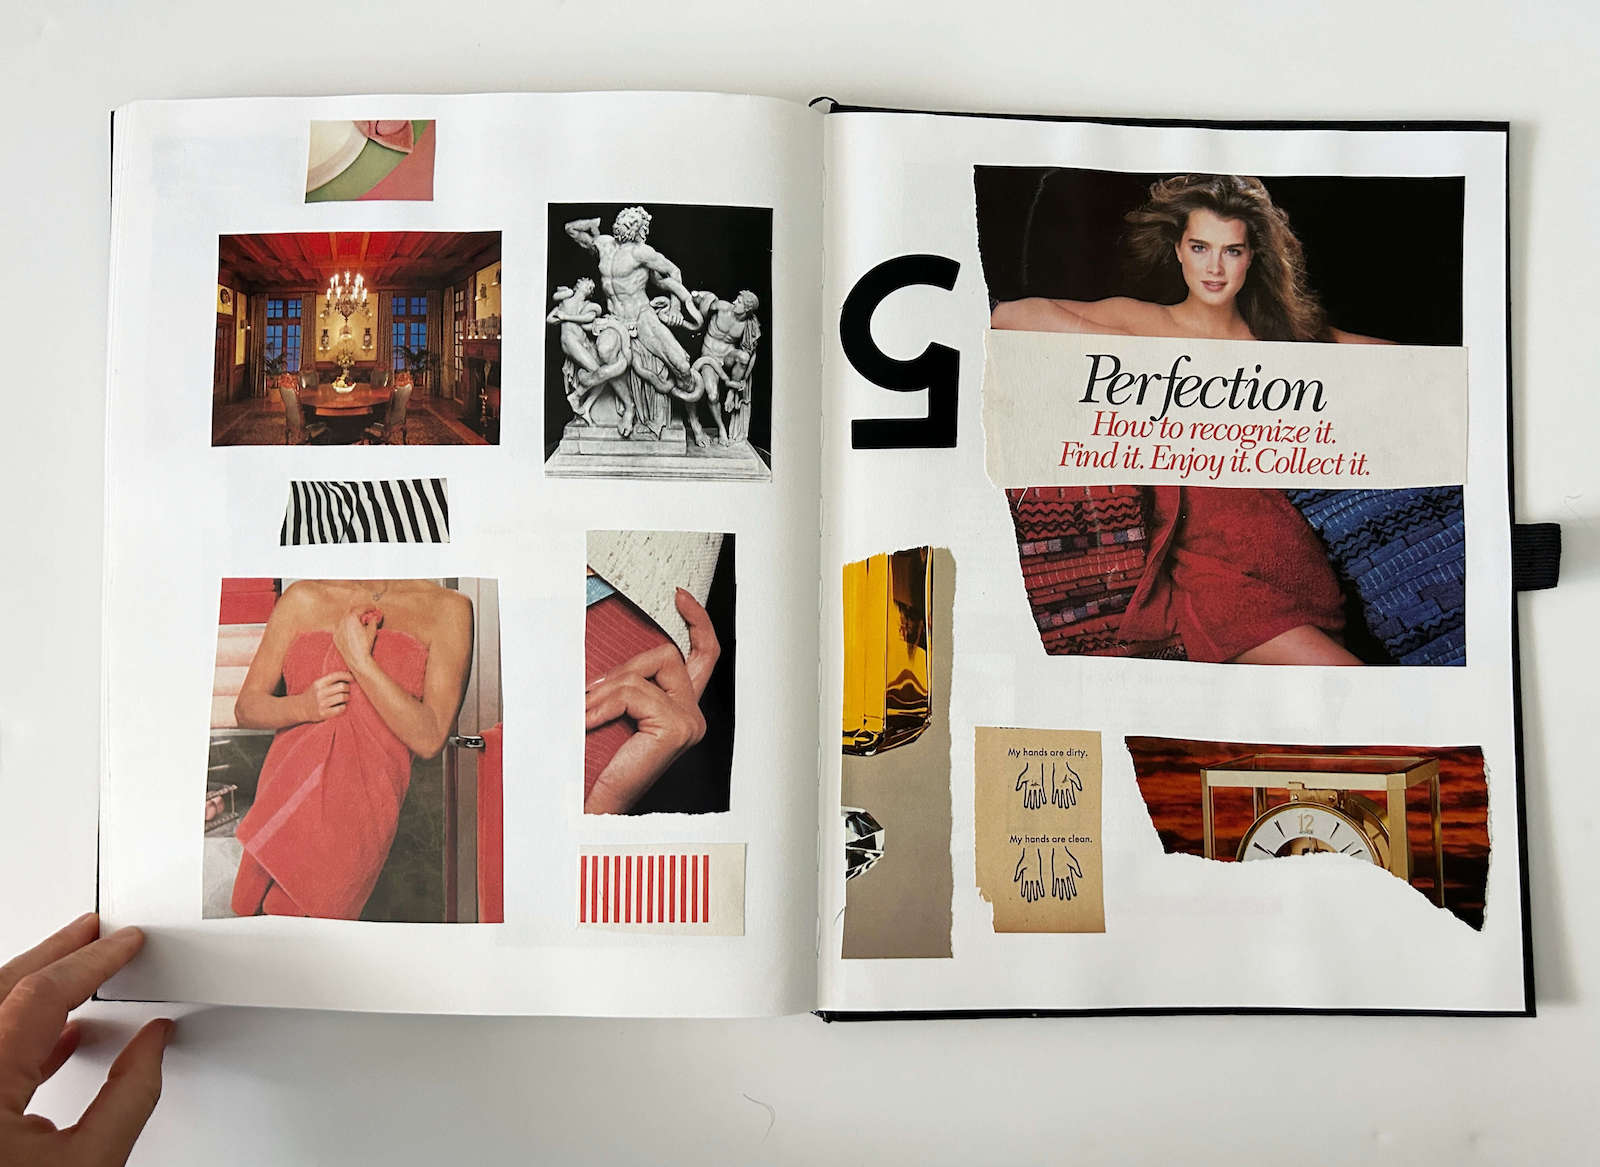 5
Perfection
How to recognize it.
Find it. Enjoy it. Collect it.
My hands are dirty.
My hands are clean.
12